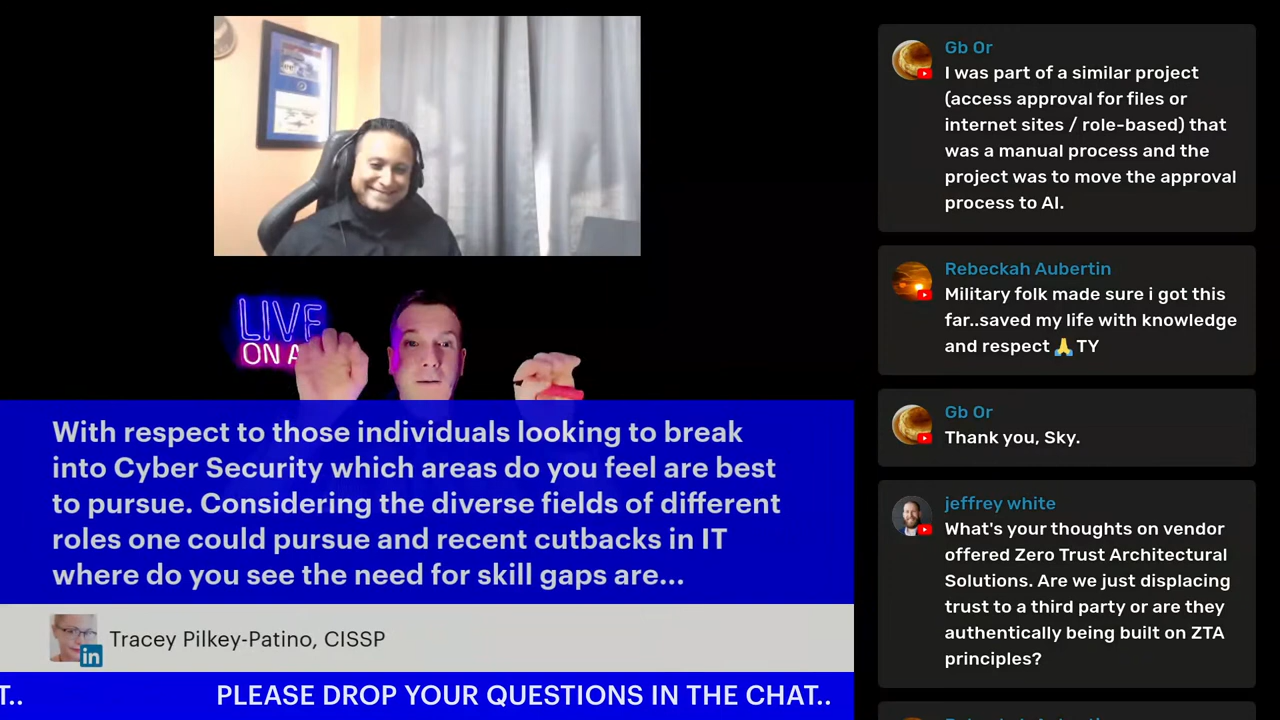 LIVE
ON A
With respect to those individuals looking to break
into Cyber Security which areas do you feel are best
to pursue. Considering the diverse fields of different
roles one could pursue and recent cutbacks in IT
where do you see the need for skill gaps are...
in
Tracey Pilkey-Patino, CISSP
T.. PLEASE DROP YOUR QUESTIONS IN THE CHAT..
Gb Or
I was part of a similar project
(access approval for files or
internet sites / role-based) that
was a manual process and the
project was to move the approval
process to AI.
Rebeckah Aubertin
Military folk made sure i got this
far..saved my life with knowledge
and respect 🙏 TY
Gb Or
Thank you, Sky.
jeffrey white
What's your thoughts on vendor
offered Zero Trust Architectural
Solutions. Are we just displacing
trust to a third party or are they
authentically being built on ZTA
principles?